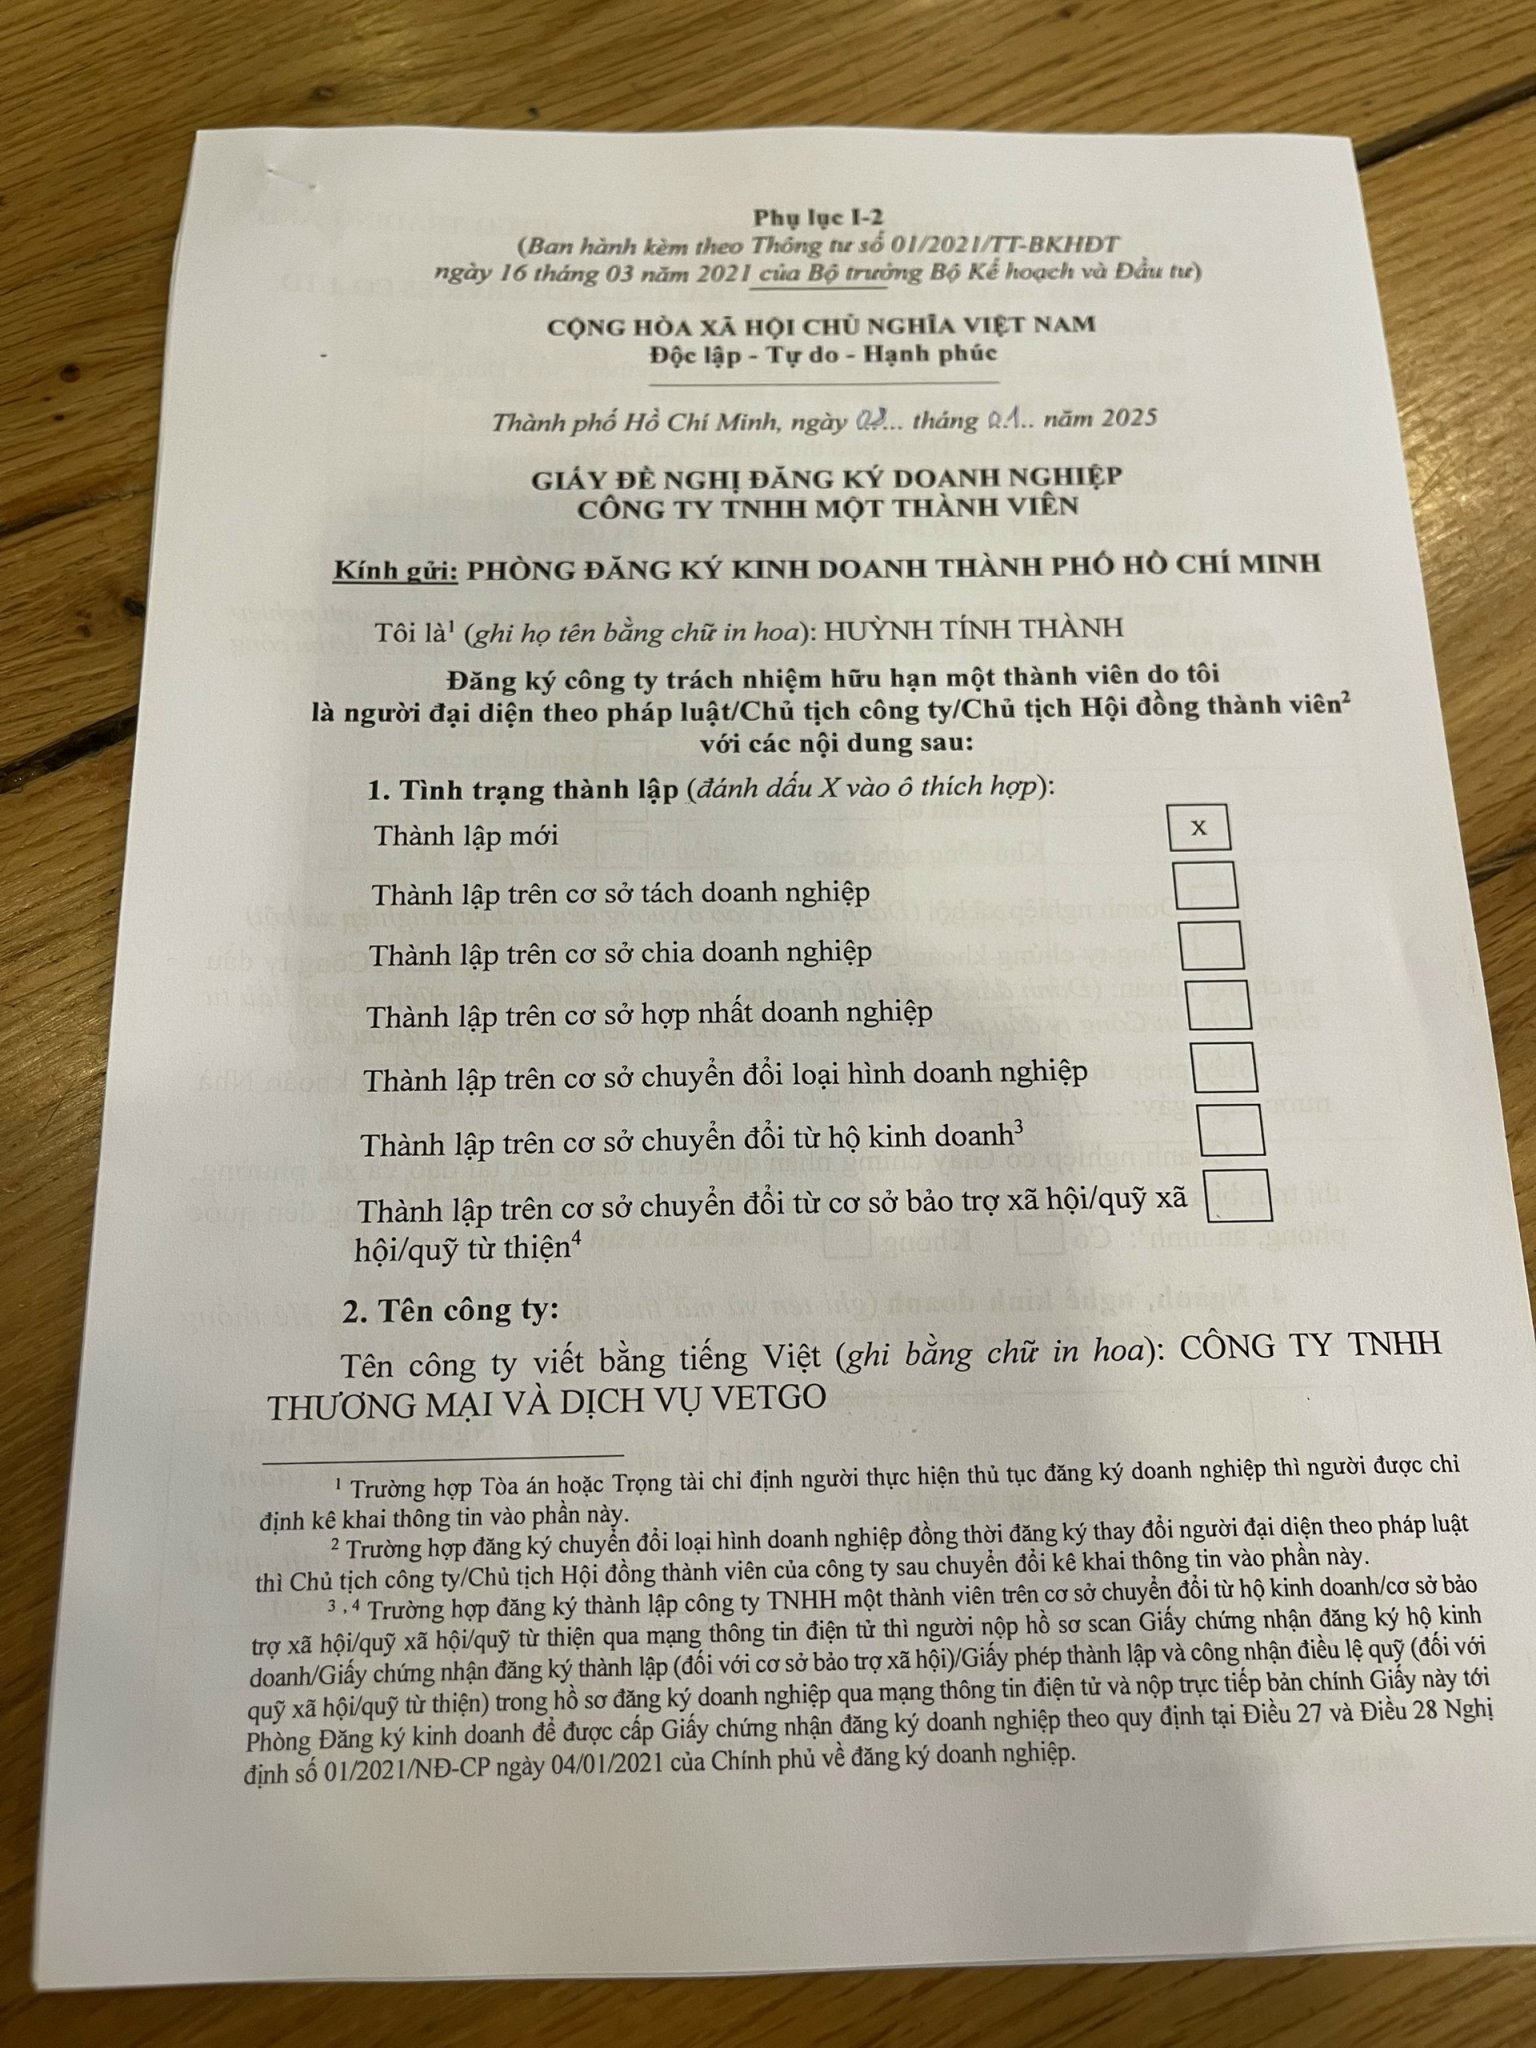 Phụ lục I-2
(Ban hành kèm theo Thông tư số 01/2021/TT-BKHĐT
ngày 16 tháng 03 năm 2021 của Bộ trưởng Bộ Kế hoạch và Đầu tư)
CỘNG HÒA XÃ HỘI CHỦ NGHĨA VIỆT NAM
Độc lập - Tự do - Hạnh phúc
Thành phố Hồ Chí Minh, ngày ... tháng 01.. năm 2025
GIẤY ĐỀ NGHỊ ĐĂNG KÝ DOANH NGHIỆP
CÔNG TY TNHH MỘT THÀNH VIÊN
Kính gửi: PHÒNG ĐĂNG KÝ KINH DOANH THÀNH PHỐ HỒ CHÍ MINH
Tôi là1 (ghi họ tên bằng chữ in hoa): HUỲNH TÍNH THÀNH
Đăng ký công ty trách nhiệm hữu hạn một thành viên do tôi
là người đại diện theo pháp luật/Chủ tịch công ty/Chủ tịch Hội đồng thành viên2
với các nội dung sau:
1. Tình trạng thành lập (đánh dấu X vào ô thích hợp):
Thành lập mới x
Thành lập trên cơ sở tách doanh nghiệp
Thành lập trên cơ sở chia doanh nghiệp
Thành lập trên cơ sở hợp nhất doanh nghiệp
Thành lập trên cơ sở chuyển đổi loại hình doanh nghiệp
Thành lập trên cơ sở chuyển đổi từ hộ kinh doanh3
Thành lập trên cơ sở chuyển đổi từ cơ sở bảo trợ xã hội/quỹ xã
hội/quỹ từ thiện4
2. Tên công ty:
Tên công ty viết bằng tiếng Việt (ghi bằng chữ in hoa): CÔNG TY TNHH
THƯƠNG MẠI VÀ DỊCH VỤ VETGO
1 Trường hợp Tòa án hoặc Trọng tài chỉ định người thực hiện thủ tục đăng ký doanh nghiệp thì người được chỉ
định kê khai thông tin vào phần này.
2 Trường hợp đăng ký chuyển đổi loại hình doanh nghiệp đồng thời đăng ký thay đổi người đại diện theo pháp luật
thì Chủ tịch công ty/Chủ tịch Hội đồng thành viên của công ty sau chuyển đổi kê khai thông tin vào phần này.
3 , 4 Trường hợp đăng ký thành lập công ty TNHH một thành viên trên cơ sở chuyển đổi từ hộ kinh doanh/cơ sở bảo
trợ xã hội/quỹ xã hội/quỹ từ thiện qua mạng thông tin điện tử thì người nộp hồ sơ scan Giấy chứng nhận đăng ký hộ kinh
doanh/Giấy chứng nhận đăng ký thành lập (đối với cơ sở bảo trợ xã hội)/Giấy phép thành lập và công nhận điều lệ quỹ (đối với
quỹ xã hội/quỹ từ thiện) trong hồ sơ đăng ký doanh nghiệp qua mạng thông tin điện tử và nộp trực tiếp bản chính Giấy này tới
Phòng Đăng ký kinh doanh để được cấp Giấy chứng nhận đăng ký doanh nghiệp theo quy định tại Điều 27 và Điều 28 Nghị
định số 01/2021/NĐ-CP ngày 04/01/2021 của Chính phủ về đăng ký doanh nghiệp.